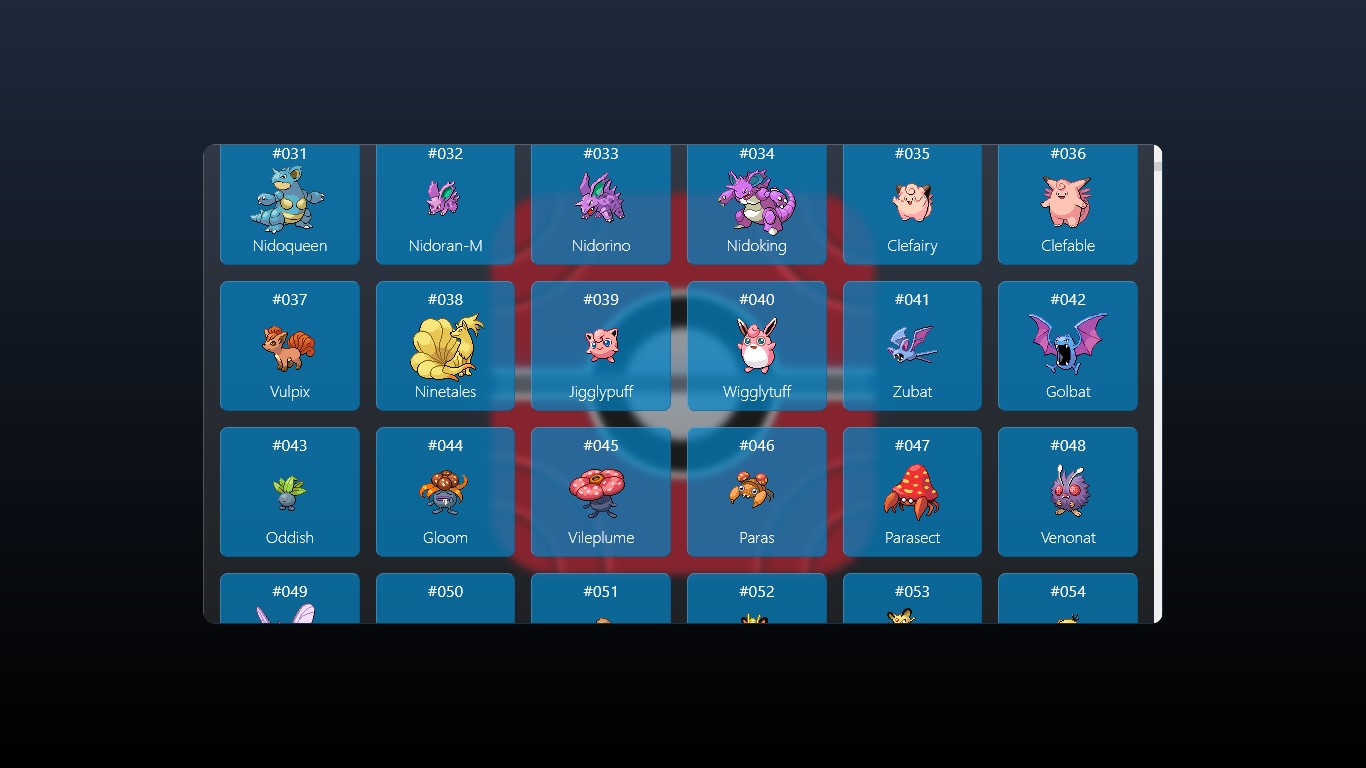 #031 #032 #033 #034 #035 #036
Nidoqueen Nidoran-M Nidorino Nidoking Clefairy Clefable
#037 #038 #039 #040 #041 #042
Vulpix Ninetales Jigglypuff Wigglytuff Zubat Golbat
#043 #044 #045 #046 #047 #048
Oddish Gloom Vileplume Paras Parasect Venonat
#049 #050 #051 #052 #053 #054